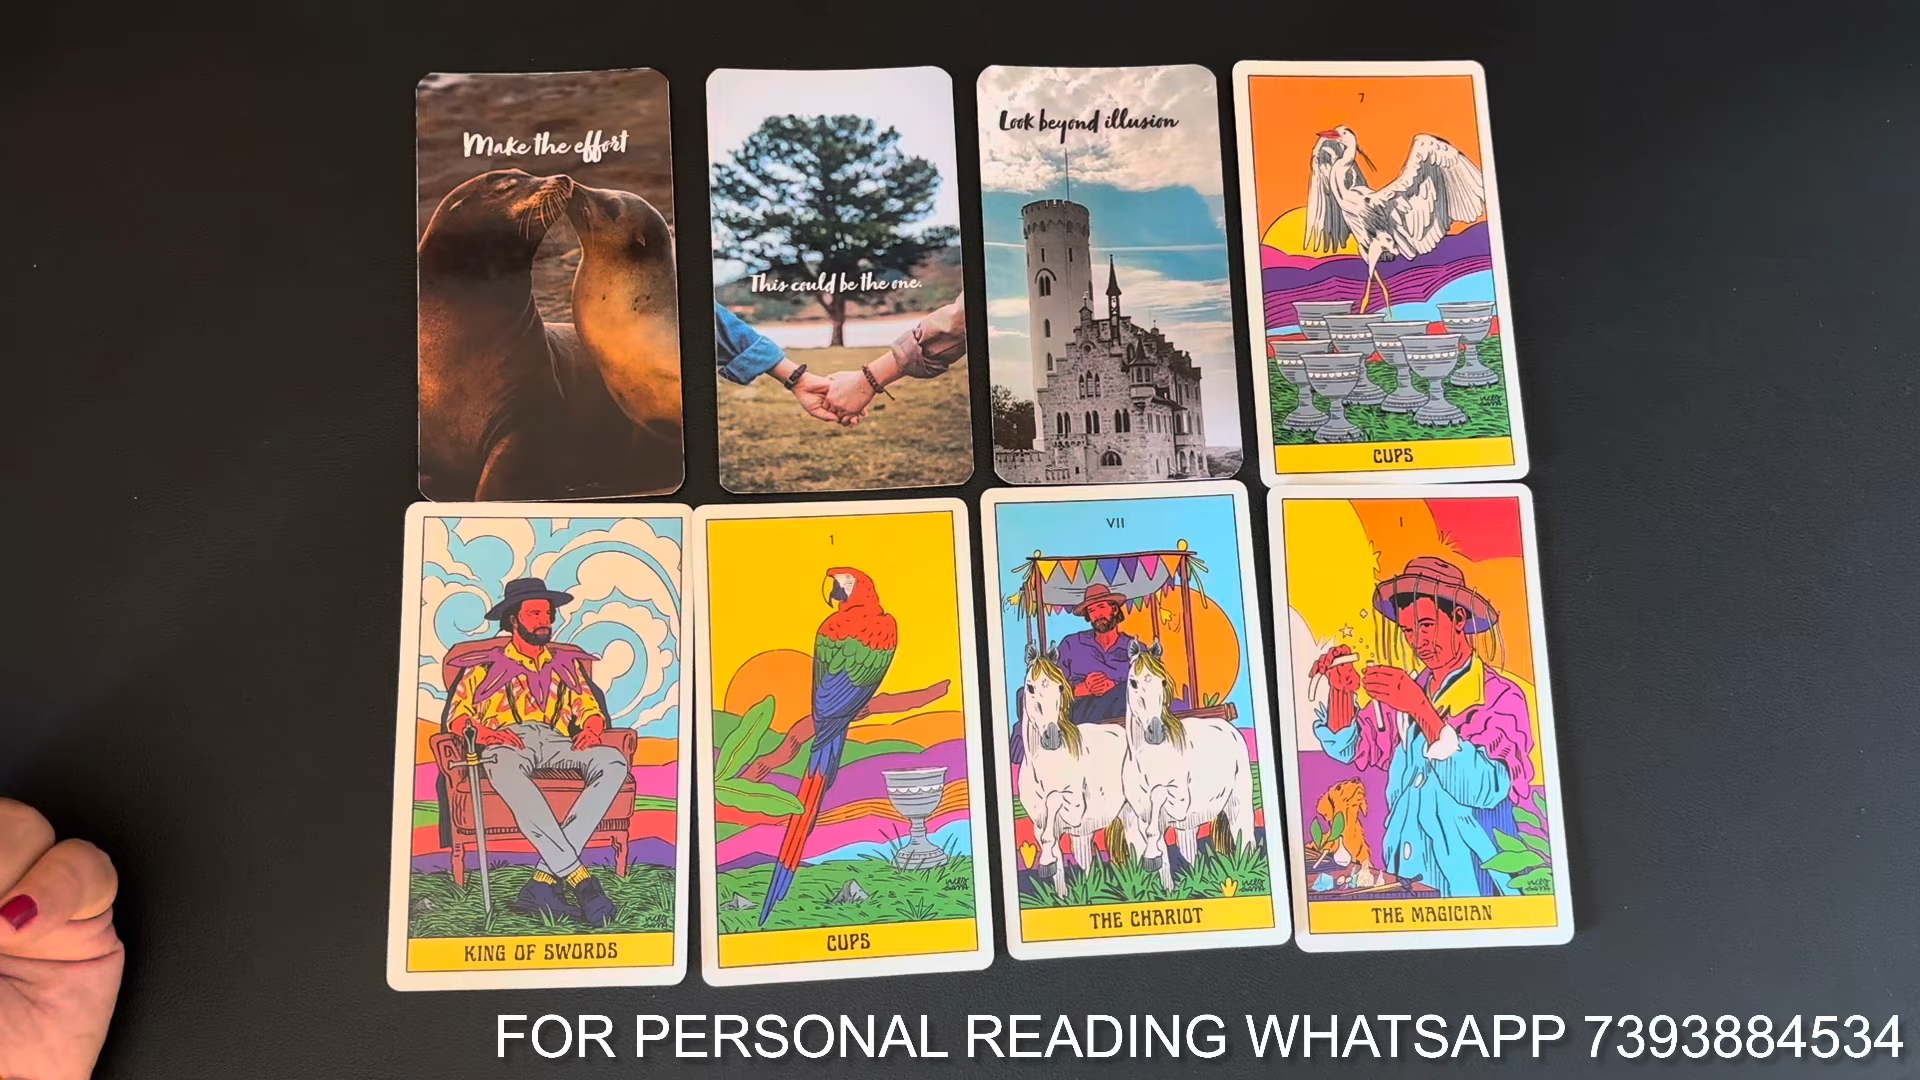 Make the effort
This could be the one.
Look beyond illusion
7
CUPS
KING OF SWORDS
1
CUPS
VII
THE CHARIOT
I
THE MAGICIAN
FOR PERSONAL READING WHATSAPP 7393884534